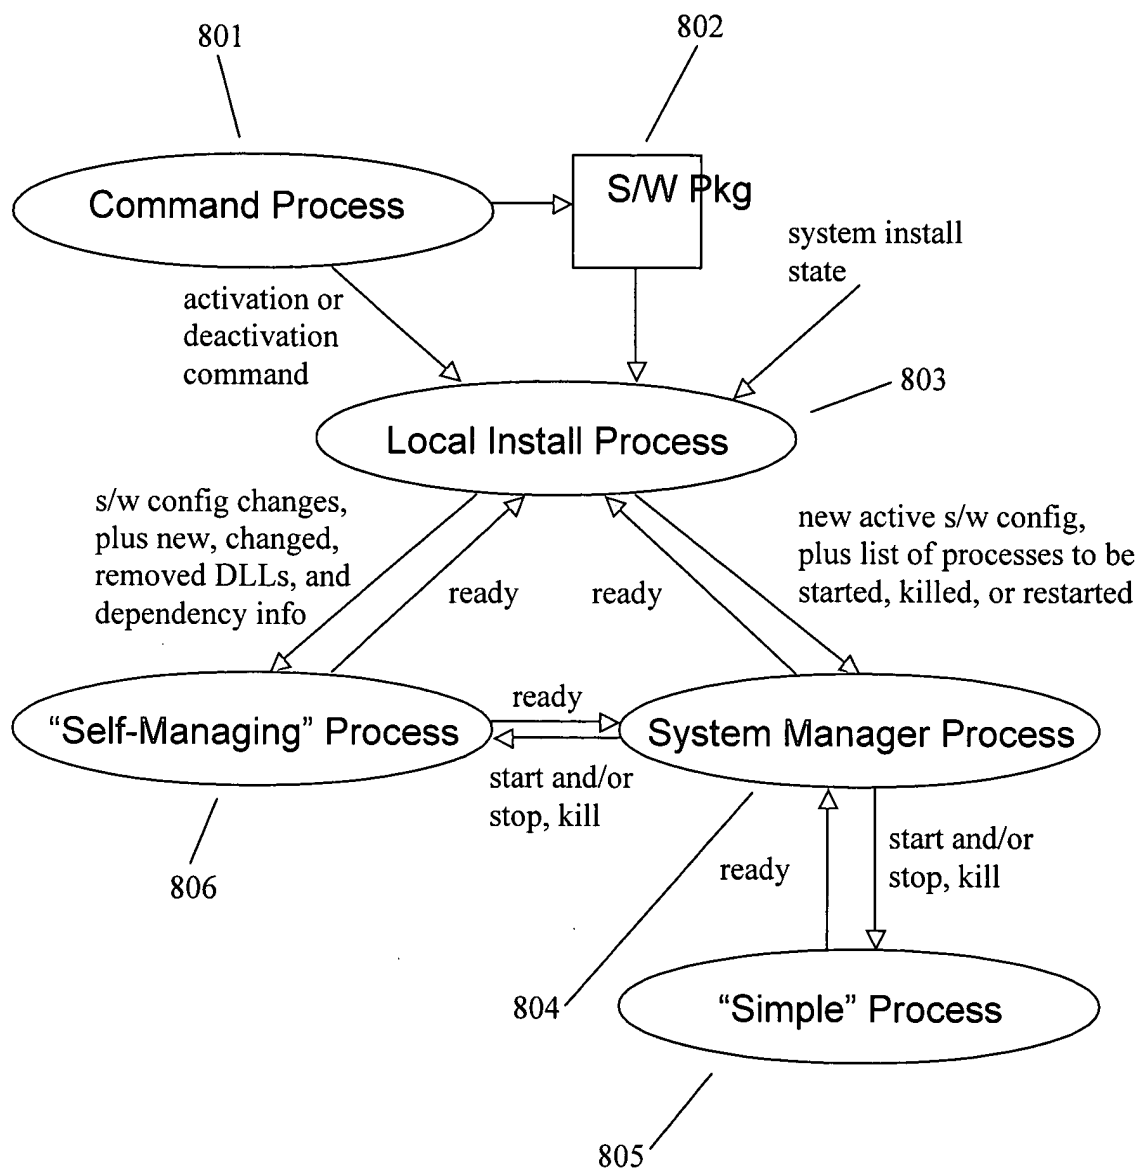 801
802
Command Process
S/W Pkg
system install
state
activation or
deactivation
command
803
Local Install Process
s/w config changes,
plus new, changed,
removed DLLs, and
dependency info
ready
ready
new active s/w config,
plus list of processes to be
started, killed, or restarted
“Self-Managing” Process
ready
System Manager Process
start and/or
stop, kill
806
ready
start and/or
stop, kill
804
“Simple” Process
805